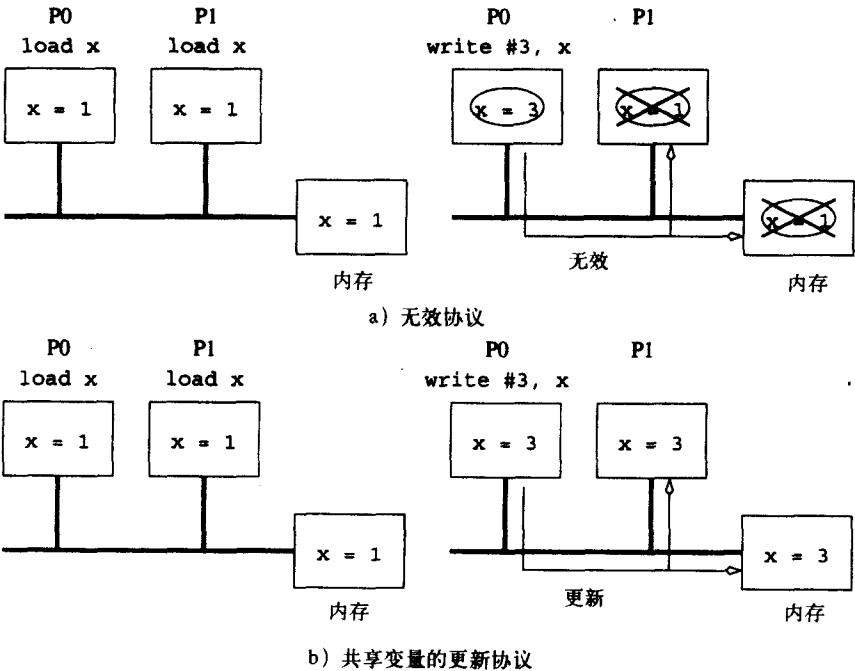 P0 P1 P0 P1
load x load x write #3, x
x = 1 x = 1 x = 3 x = 1
x = 1 x = 1
无效
内存 内存
a) 无效协议
P0 P1 P0 P1
load x load x write #3, x
x = 1 x = 1 x = 3 x = 3
x = 1 x = 3
更新
内存 内存
b) 共享变量的更新协议